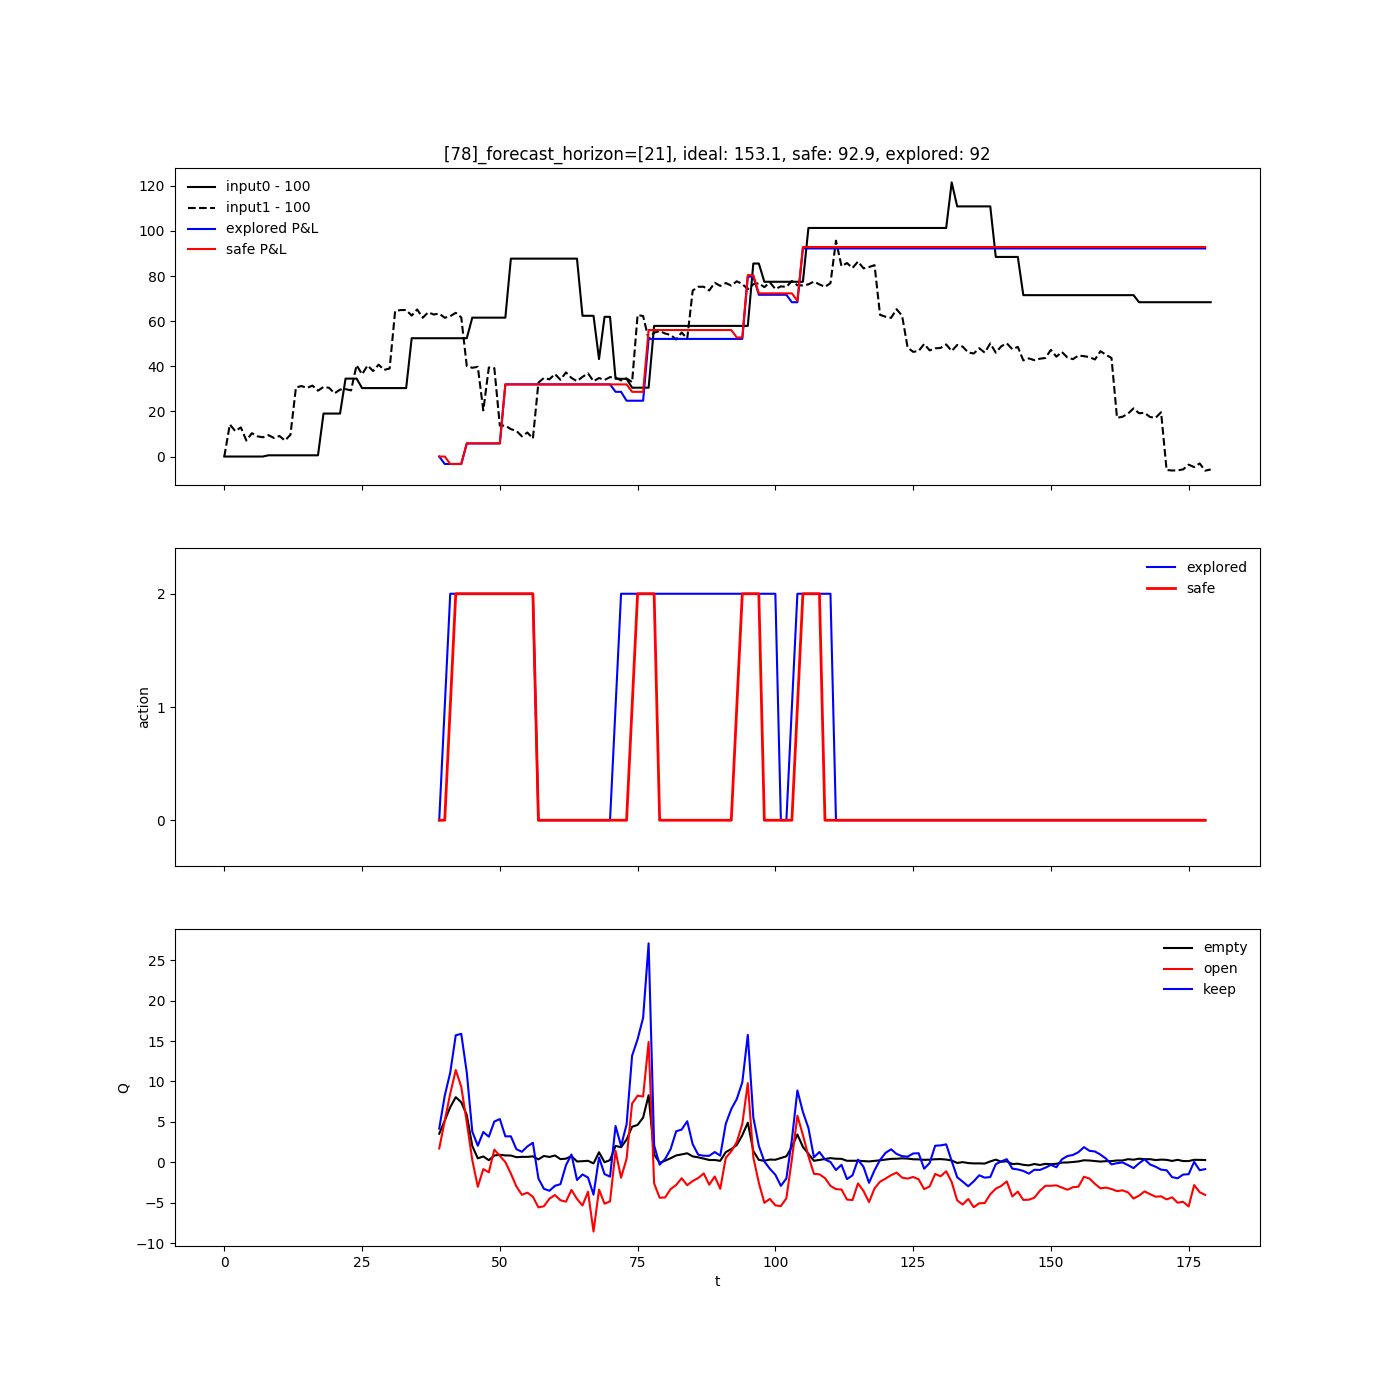 [78]_forecast_horizon=[21], ideal: 153.1, safe: 92.9, explored: 92
input0 - 100
input1 - 100
explored P&L
safe P&L
120
100
80
60
40
20
0
explored
safe
2
1
0
action
empty
open
keep
25
20
15
10
5
0
−5
−10
Q
0 25 50 75 100 125 150 175
t